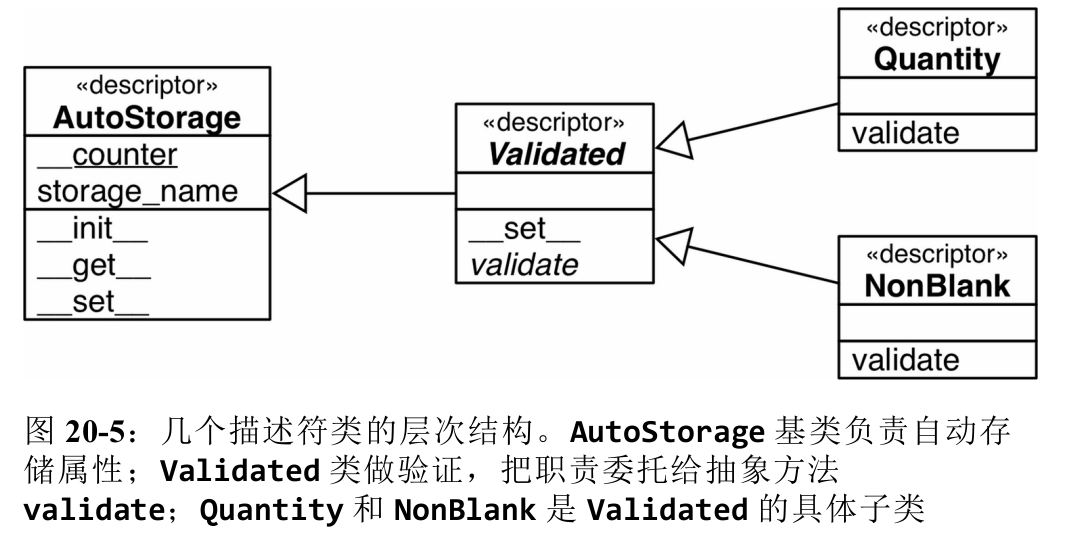 «descriptor»
AutoStorage
__counter
storage_name
__init__
__get__
__set__
«descriptor»
Validated
__set__
validate
«descriptor»
Quantity
validate
«descriptor»
NonBlank
validate
图 20-5：几个描述符类的层次结构。AutoStorage 基类负责自动存
储属性；Validated 类做验证，把职责委托给抽象方法
validate；Quantity 和 NonBlank 是 Validated 的具体子类